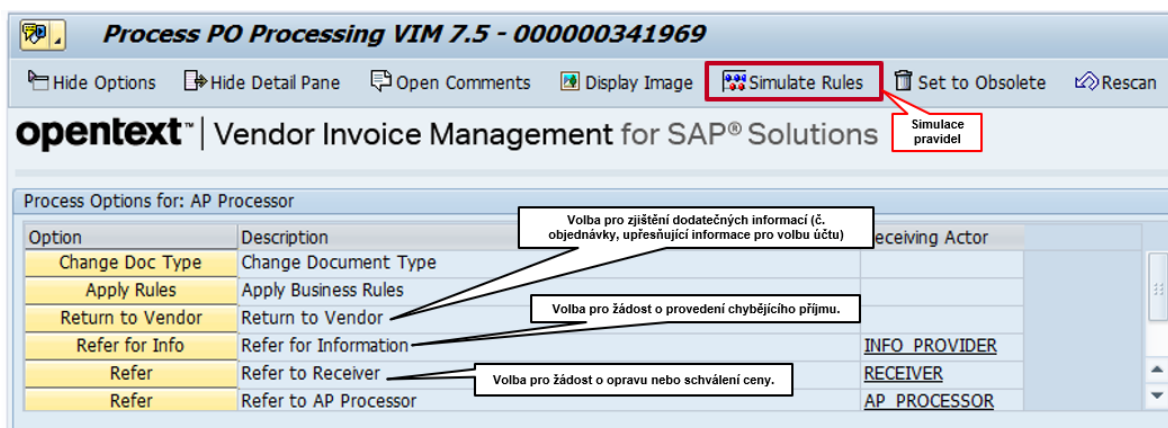 Process PO Processing VIM 7.5 - 000000341969
Hide Options Hide Detail Pane Open Comments Display Image Simulate Rules Set to Obsolete Rescan
opentext™ | Vendor Invoice Management for SAP® Solutions
Simulace
pravidel
Process Options for: AP Processor
Volba pro zjištění dodatečných informací (č.
objednávky, upřesňující informace pro volbu účtu)
Option Description eceiving Actor
Change Doc Type Change Document Type
Apply Rules Apply Business Rules
Return to Vendor Return to Vendor
Volba pro žádost o provedení chybějícího příjmu.
Refer for Info Refer for Information INFO_PROVIDER
Refer Refer to Receiver RECEIVER
Volba pro žádost o opravu nebo schválení ceny.
Refer Refer to AP Processor AP_PROCESSOR